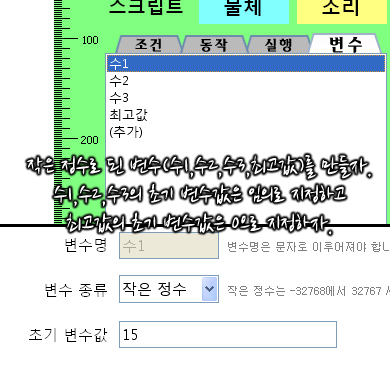 스크립트 물체 소리
100
조건 동작 실행 변수
수1
수2
수3
최고값
(추가)
200
작은 정수로 된 변수(수1,수2,수3,최고값)를 만들자.
수1,수2,수3의 초기 변수값은 임의로 지정하고
최고값의 초기 변수값은 0으로 지정하자.
변수명 수1 변수명은 문자로 이루어져야 합니
변수 종류 작은 정수 작은 정수는 -32768에서 32767 사
초기 변수값 15